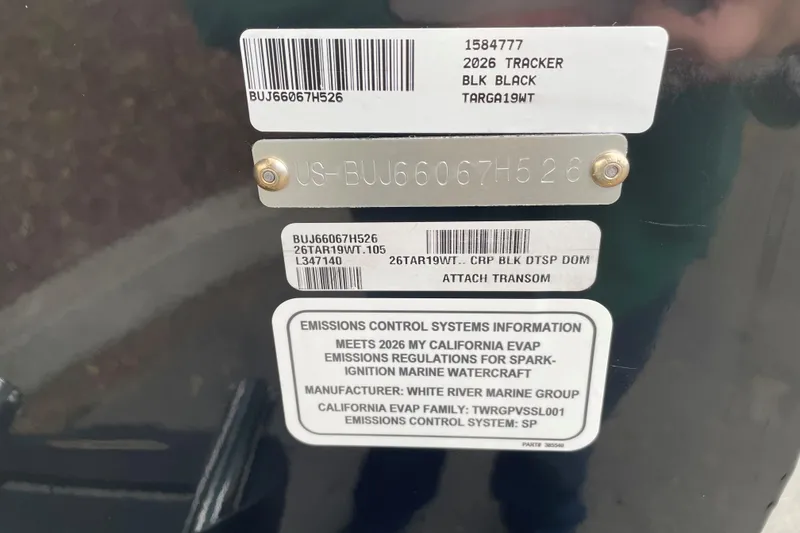 1584777
2026 TRACKER
BLK BLACK
TARGA19WT
BUJ66067H526
US-BUJ66067H526
BUJ66067H526
26TAR19WT.105
L347140
26TAR19WT.. CRP BLK DTSP DOM
ATTACH TRANSOM
EMISSIONS CONTROL SYSTEMS INFORMATION
MEETS 2026 MY CALIFORNIA EVAP
EMISSIONS REGULATIONS FOR SPARK-
IGNITION MARINE WATERCRAFT
MANUFACTURER: WHITE RIVER MARINE GROUP
CALIFORNIA EVAP FAMILY: TWRGPVSSL001
EMISSIONS CONTROL SYSTEM: SP
PART#